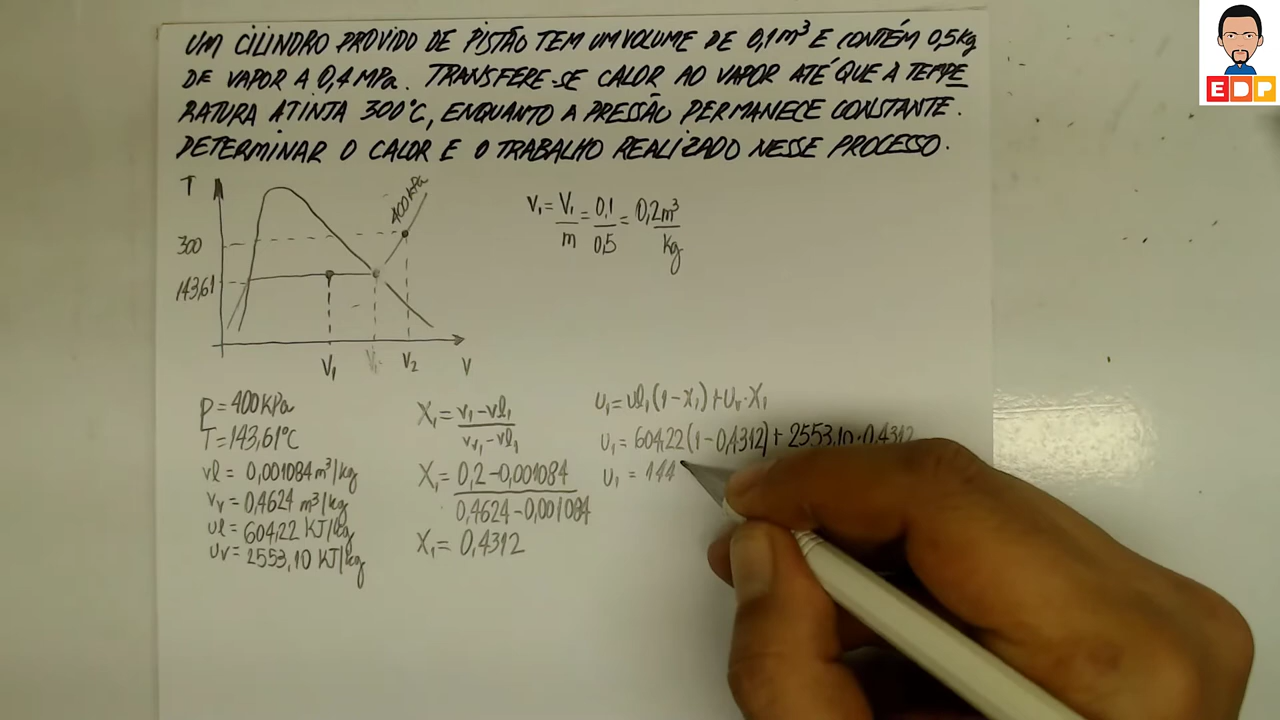 EDP
UM CILINDRO PROVIDO DE PISTÃO TEM UM VOLUME DE 0,1m³ E CONTÉM 0,5kg
DE VAPOR A 0,4 MPa. TRANSFERE-SE CALOR AO VAPOR ATÉ QUE A TEMPE
RATURA ATINJA 300°C, ENQUANTO A PRESSÃO PERMANECE CONSTANTE.
DETERMINAR O CALOR E O TRABALHO REALIZADO NESSE PROCESSO.
T
400 kPa
300
143,61
V₁
V₂
V
v₁ = V₁/m = 0,1/0,5 = 0,2 m³/kg
P = 400 kPa
T = 143,61°C
vl = 0,001084 m³/kg
vv = 0,4624 m³/kg
ul = 604,22 KJ/kg
uv = 2553,10 KJ/kg
X₁ = v₁ - vl₁ / vv₁ - vl₁
X₁ = 0,2 - 0,001084 / 0,4624 - 0,001084
X₁ = 0,4312
u₁ = ul₁ (1 - x₁) + uv · X₁
u₁ = 604,22 (1 - 0,4312) + 2553,10 · 0,4312
u₁ = 144